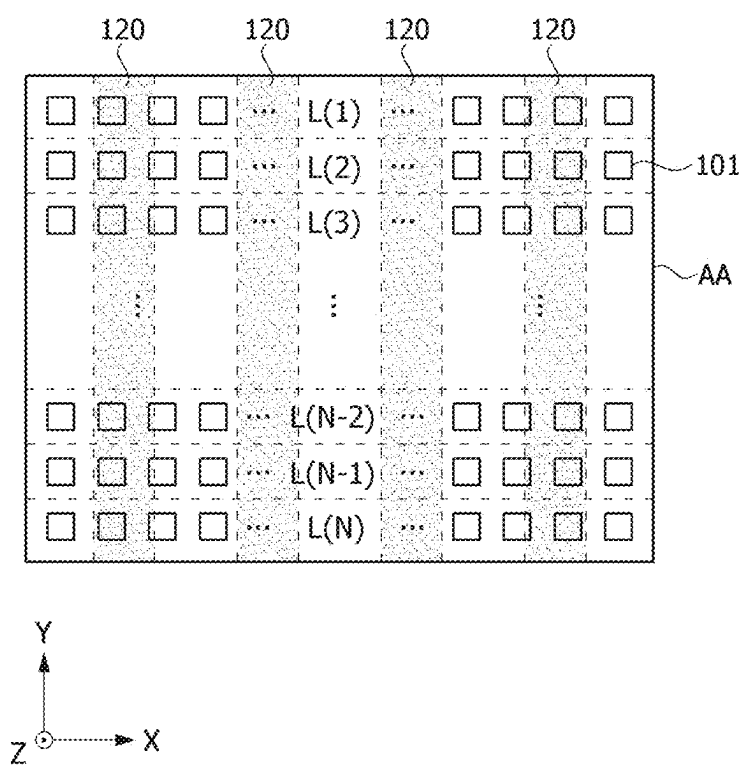 120 120 120 120
... L(1) ...
... L(2) ...
101
... L(3) ...
AA
... ... ...
... L(N-2) ...
... L(N-1) ...
... L(N) ...
Y
Z X